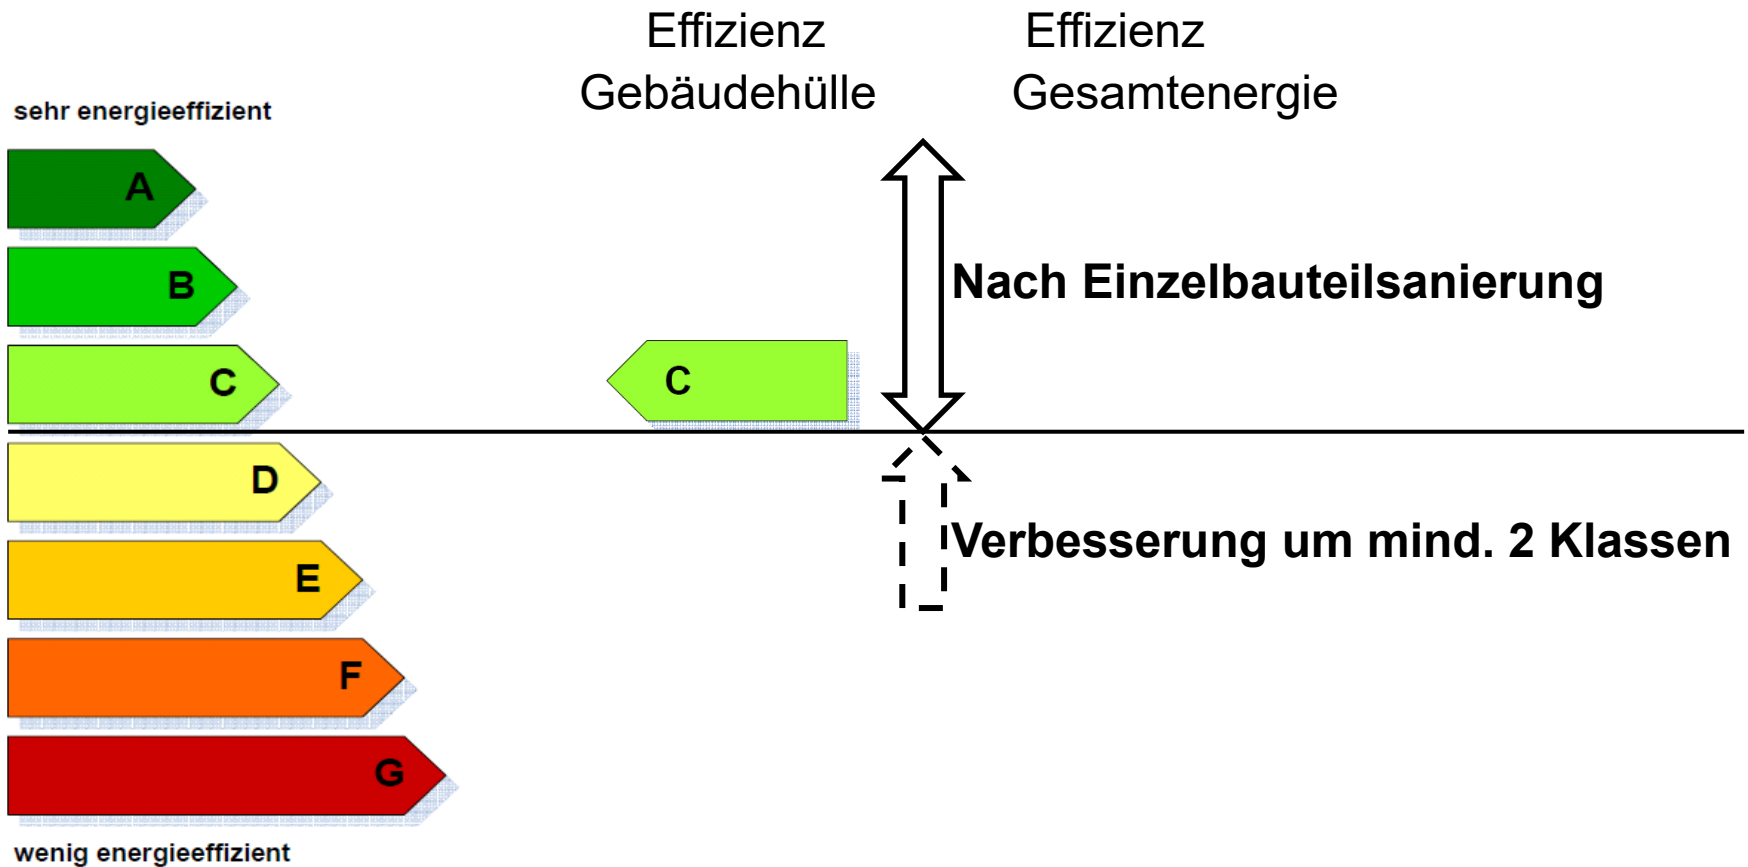 Effizienz Gebäudehülle
Effizienz Gesamtenergie
sehr energieeffizient
A
B
Nach Einzelbauteilsanierung
C
C
D
Verbesserung um mind. 2 Klassen
E
F
G
wenig energieeffizient